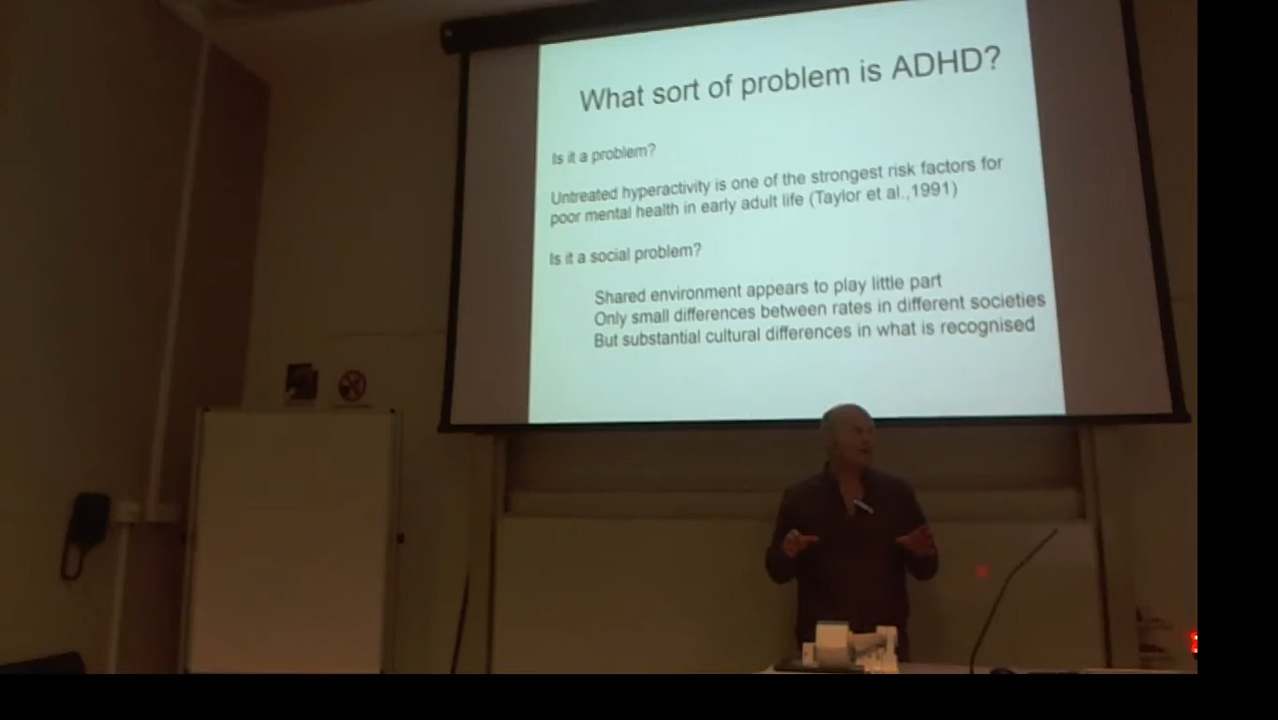 What sort of problem is ADHD?
Is it a problem?
Untreated hyperactivity is one of the strongest risk factors for
poor mental health in early adult life (Taylor et al.,1991)
Is it a social problem?
Shared environment appears to play little part
Only small differences between rates in different societies
But substantial cultural differences in what is recognised